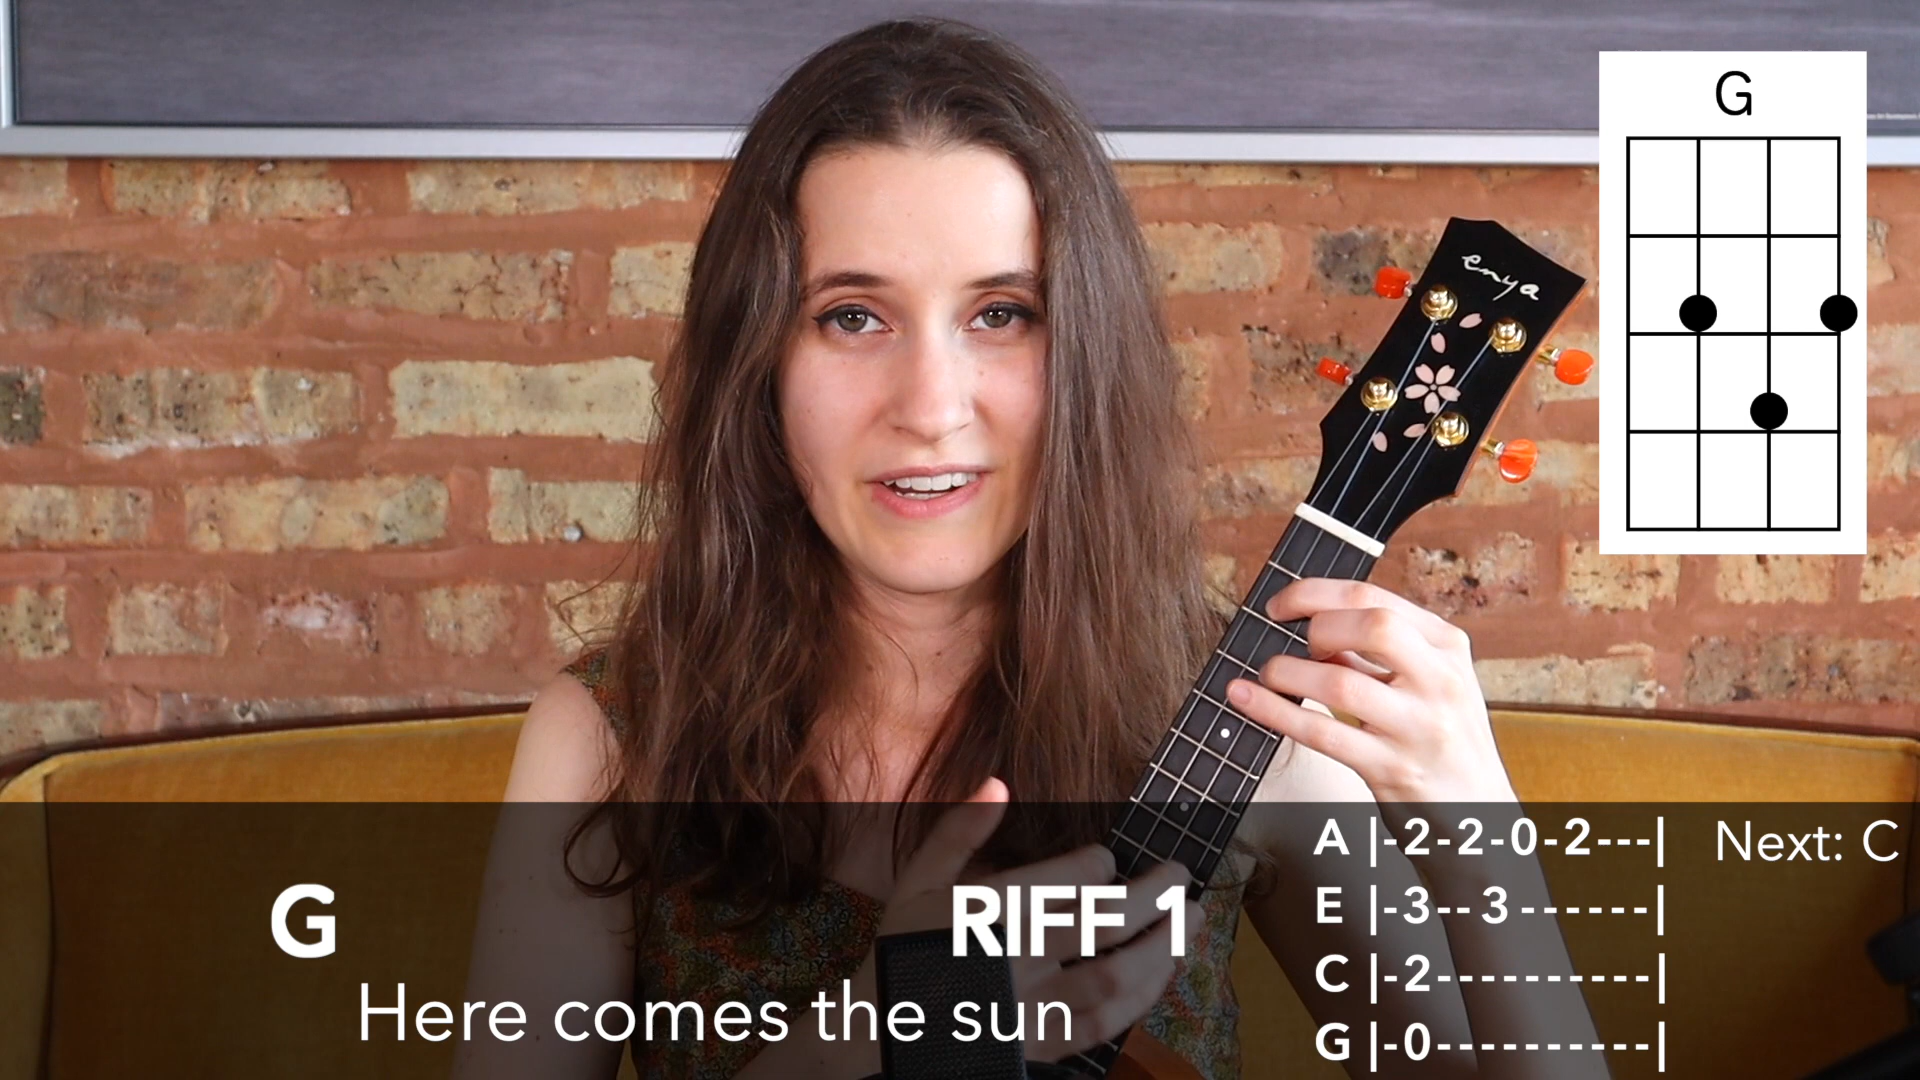 G
enya
A |-2-2-0-2---|
Next: C
E |-3--3------|
G
RIFF 1
C |-2----------|
Here comes the sun
G |-0----------|